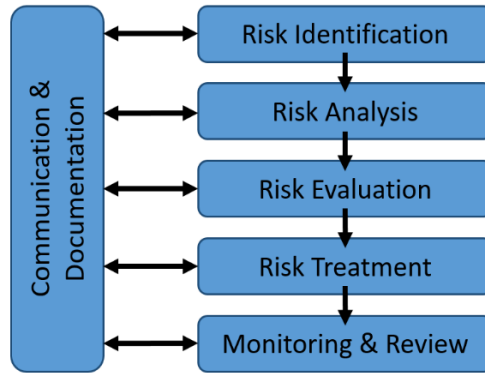 Communication &
Documentation
Risk Identification
Risk Analysis
Risk Evaluation
Risk Treatment
Monitoring & Review